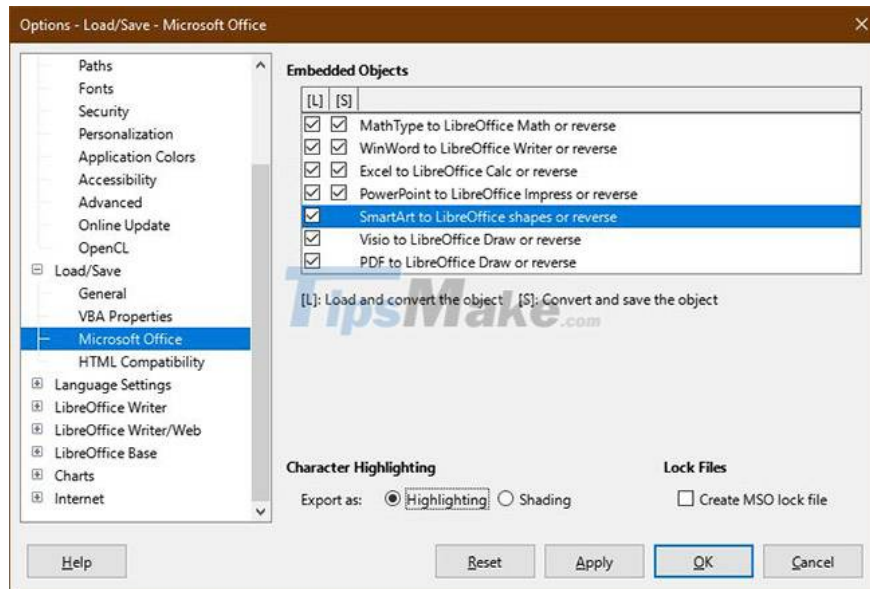 Options - Load/Save - Microsoft Office
Paths
Fonts
Security
Personalization
Application Colors
Accessibility
Advanced
Online Update
OpenCL
Load/Save
General
VBA Properties
Microsoft Office
HTML Compatibility
Language Settings
LibreOffice Writer
LibreOffice Writer/Web
LibreOffice Base
Charts
Internet
Embedded Objects
[L] [S]
MathType to LibreOffice Math or reverse
WinWord to LibreOffice Writer or reverse
Excel to LibreOffice Calc or reverse
PowerPoint to LibreOffice Impress or reverse
SmartArt to LibreOffice shapes or reverse
Visio to LibreOffice Draw or reverse
PDF to LibreOffice Draw or reverse
[L]: Load and convert the object [S]: Convert and save the object
TipsMake.com
Character Highlighting
Export as: Highlighting Shading
Lock Files
Create MSO lock file
Help Reset Apply OK Cancel